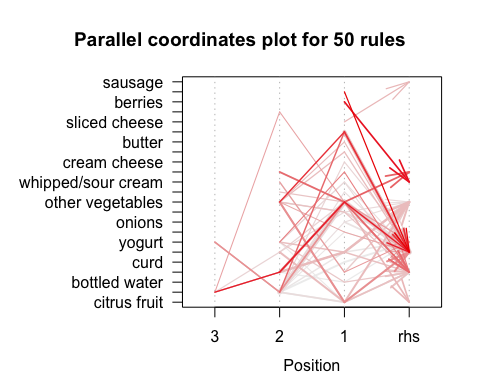 Parallel coordinates plot for 50 rules
sausage
berries
sliced cheese
butter
cream cheese
whipped/sour cream
other vegetables
onions
yogurt
curd
bottled water
citrus fruit
3 2 1 rhs
Position